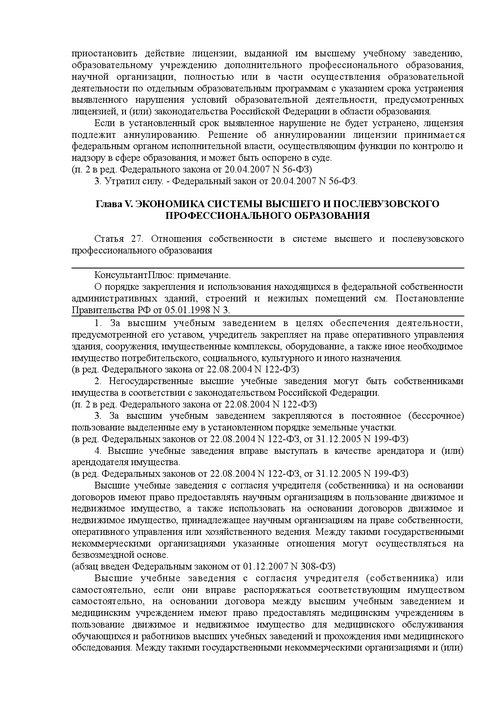 приостановить действие лицензии, выданной им высшему учебному заведению,
образовательному учреждению дополнительного профессионального образования,
научной организации, полностью или в части осуществления образовательной
деятельности по отдельным образовательным программам с указанием срока устранения
выявленного нарушения условий образовательной деятельности, предусмотренных
лицензией, и (или) законодательства Российской Федерации в области образования.
Если в установленный срок выявленное нарушение не будет устранено, лицензия
подлежит аннулированию. Решение об аннулировании лицензии принимается
федеральным органом исполнительной власти, осуществляющим функции по контролю и
надзору в сфере образования, и может быть оспорено в суде.
(п. 2 в ред. Федерального закона от 20.04.2007 N 56-ФЗ)
3. Утратил силу. - Федеральный закон от 20.04.2007 N 56-ФЗ.
Глава V. ЭКОНОМИКА СИСТЕМЫ ВЫСШЕГО И ПОСЛЕВУЗОВСКОГО
ПРОФЕССИОНАЛЬНОГО ОБРАЗОВАНИЯ
Статья 27. Отношения собственности в системе высшего и послевузовского
профессионального образования
КонсультантПлюс: примечание.
О порядке закрепления и использования находящихся в федеральной собственности
административных зданий, строений и нежилых помещений см. Постановление
Правительства РФ от 05.01.1998 N 3.
1. За высшим учебным заведением в целях обеспечения деятельности,
предусмотренной его уставом, учредитель закрепляет на праве оперативного управления
здания, сооружения, имущественные комплексы, оборудование, а также иное необходимое
имущество потребительского, социального, культурного и иного назначения.
(в ред. Федерального закона от 22.08.2004 N 122-ФЗ)
2. Негосударственные высшие учебные заведения могут быть собственниками
имущества в соответствии с законодательством Российской Федерации.
(п. 2 в ред. Федерального закона от 22.08.2004 N 122-ФЗ)
3. За высшим учебным заведением закрепляются в постоянное (бессрочное)
пользование выделенные ему в установленном порядке земельные участки.
(в ред. Федеральных законов от 22.08.2004 N 122-ФЗ, от 31.12.2005 N 199-ФЗ)
4. Высшие учебные заведения вправе выступать в качестве арендатора и (или)
арендодателя имущества.
(в ред. Федеральных законов от 22.08.2004 N 122-ФЗ, от 31.12.2005 N 199-ФЗ)
Высшие учебные заведения с согласия учредителя (собственника) и на основании
договоров имеют право предоставлять научным организациям в пользование движимое и
недвижимое имущество, а также использовать на основании договоров движимое и
недвижимое имущество, принадлежащее научным организациям на праве собственности,
оперативного управления или хозяйственного ведения. Между такими государственными
некоммерческими организациями указанные отношения могут осуществляться на
безвозмездной основе.
(абзац введен Федеральным законом от 01.12.2007 N 308-ФЗ)
Высшие учебные заведения с согласия учредителя (собственника) или
самостоятельно, если они вправе распоряжаться соответствующим имуществом
самостоятельно, на основании договора между высшим учебным заведением и
медицинским учреждением имеют право предоставлять медицинским учреждениям в
пользование движимое и недвижимое имущество для медицинского обслуживания
обучающихся и работников высших учебных заведений и прохождения ими медицинского
обследования. Между такими государственными некоммерческими организациями и (или)